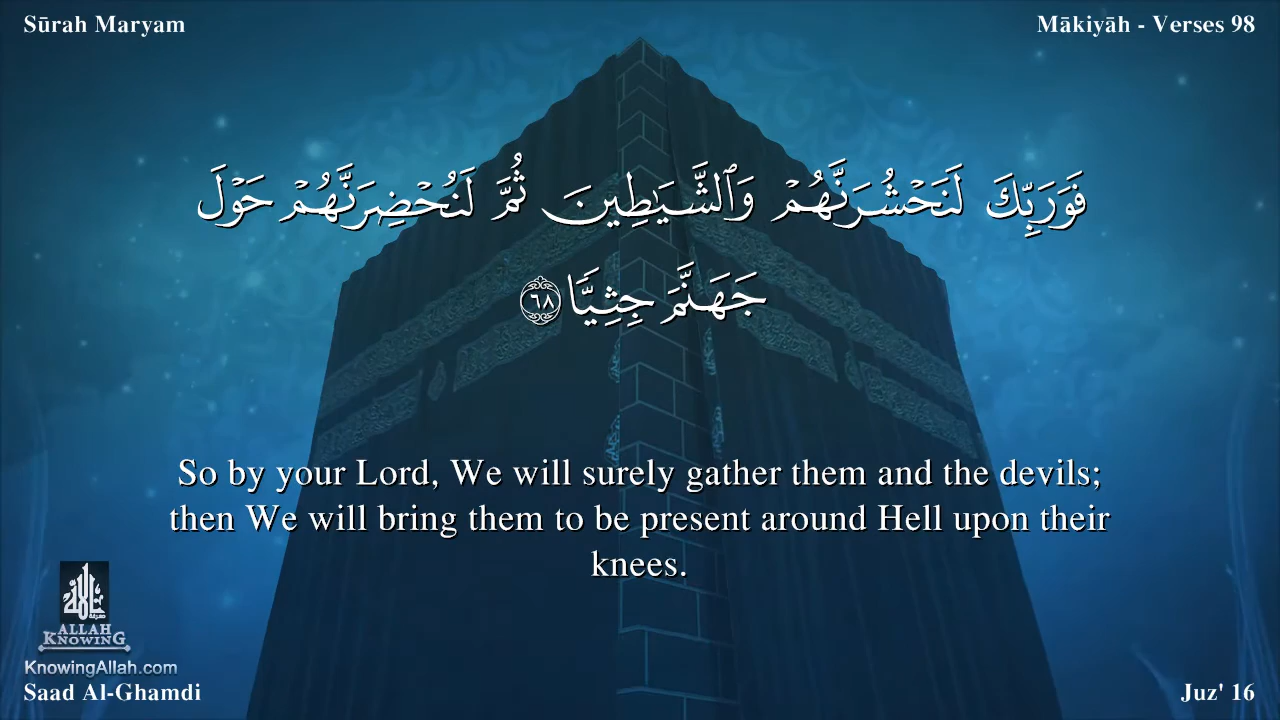 Sūrah Maryam
Mākiyāh - Verses 98
فَوَرَبِّكَ لَنَحْشُرَنَّهُمْ وَٱلشَّيَٰطِينَ ثُمَّ لَنُحْضِرَنَّهُمْ حَوْلَ
جَهَنَّمَ جِثِيًّا ٦٨
So by your Lord, We will surely gather them and the devils;
then We will bring them to be present around Hell upon their
knees.
ALLAH
KNOWING
KnowingAllah.com
Saad Al-Ghamdi
Juz' 16